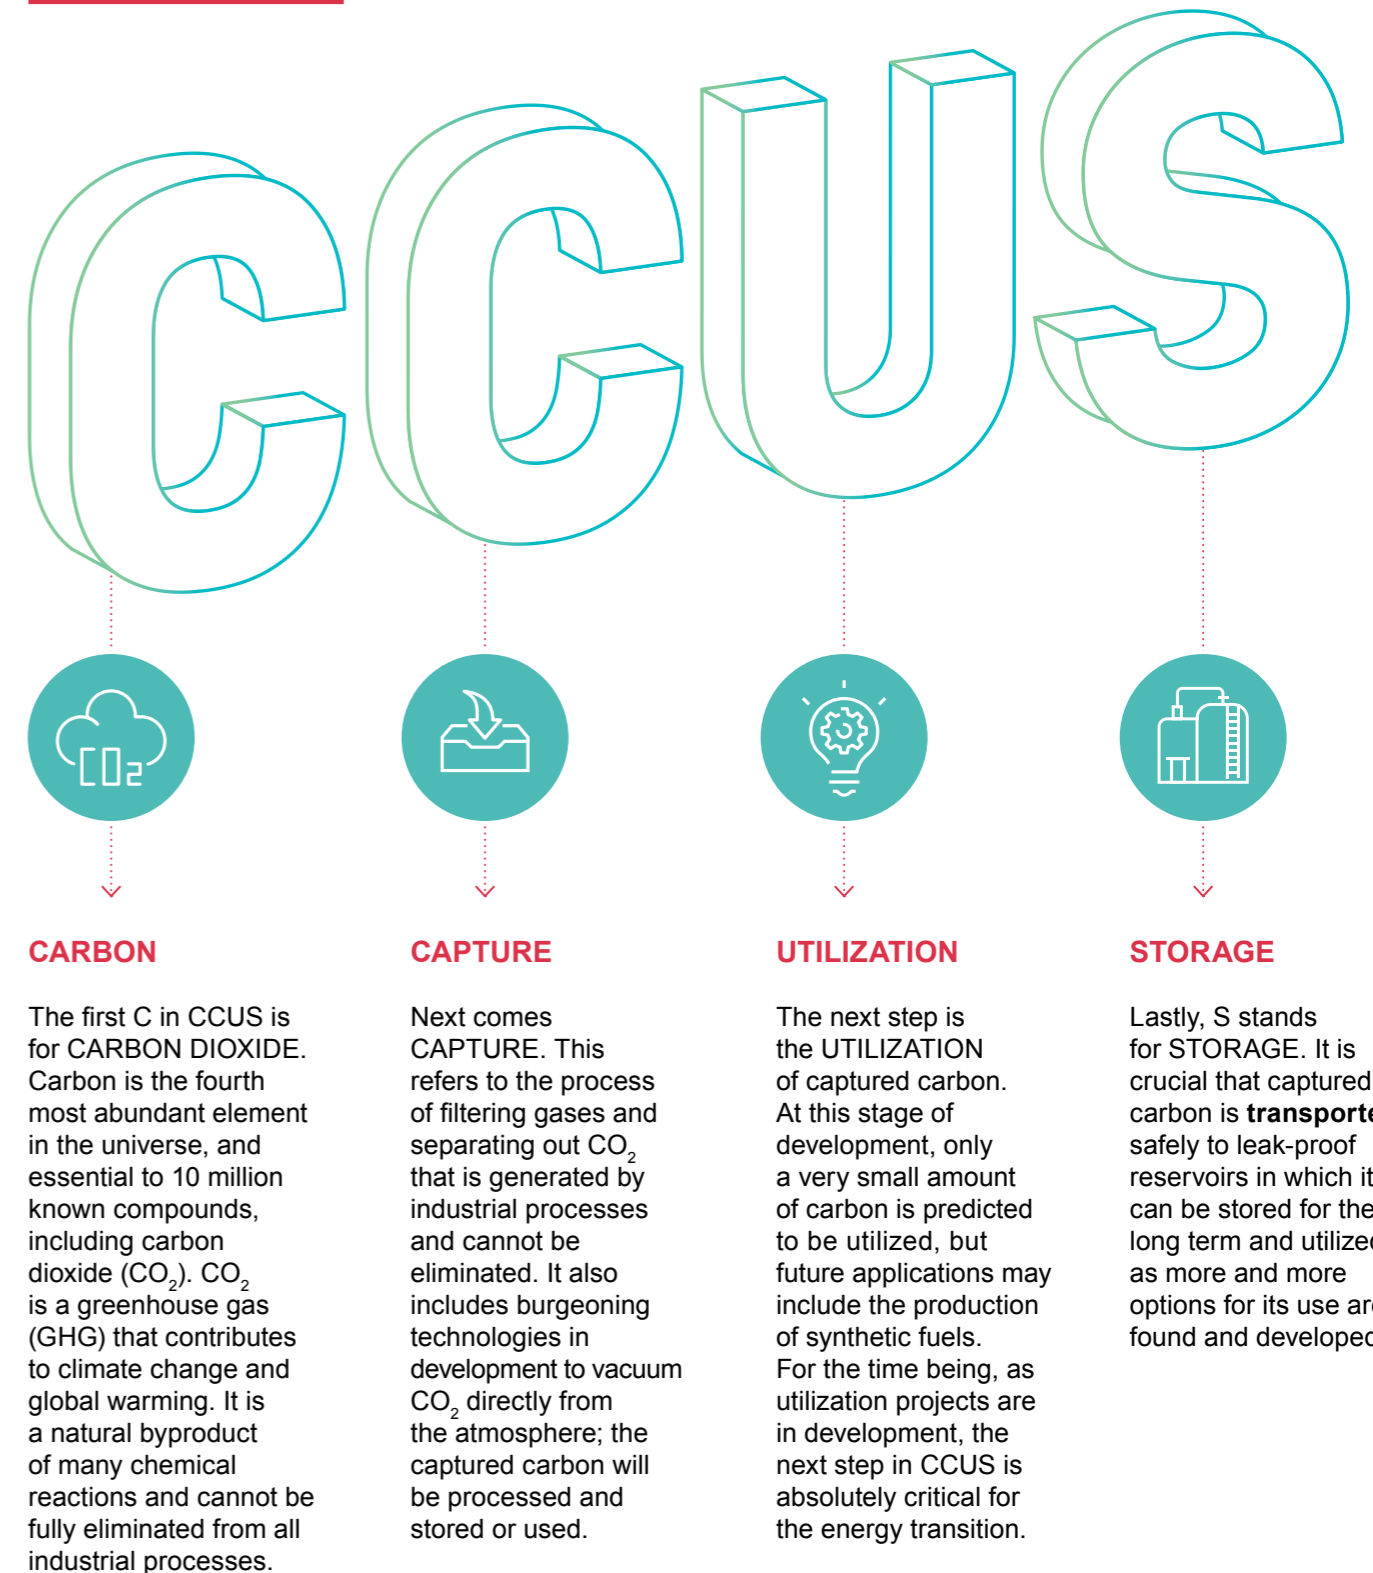 CCUS
CO2
CARBON
The first C in CCUS is
for CARBON DIOXIDE.
Carbon is the fourth
most abundant element
in the universe, and
essential to 10 million
known compounds,
including carbon
dioxide (CO₂). CO₂
is a greenhouse gas
(GHG) that contributes
to climate change and
global warming. It is
a natural byproduct
of many chemical
reactions and cannot be
fully eliminated from all
industrial processes.
CAPTURE
Next comes
CAPTURE. This
refers to the process
of filtering gases and
separating out CO₂
that is generated by
industrial processes
and cannot be
eliminated. It also
includes burgeoning
technologies in
development to vacuum
CO₂ directly from
the atmosphere; the
captured carbon will
be processed and
stored or used.
UTILIZATION
The next step is
the UTILIZATION
of captured carbon.
At this stage of
development, only
a very small amount
of carbon is predicted
to be utilized, but
future applications may
include the production
of synthetic fuels.
For the time being, as
utilization projects are
in development, the
next step in CCUS is
absolutely critical for
the energy transition.
STORAGE
Lastly, S stands
for STORAGE. It is
crucial that captured
carbon is transporte
safely to leak-proof
reservoirs in which it
can be stored for the
long term and utilize
as more and more
options for its use ar
found and developed